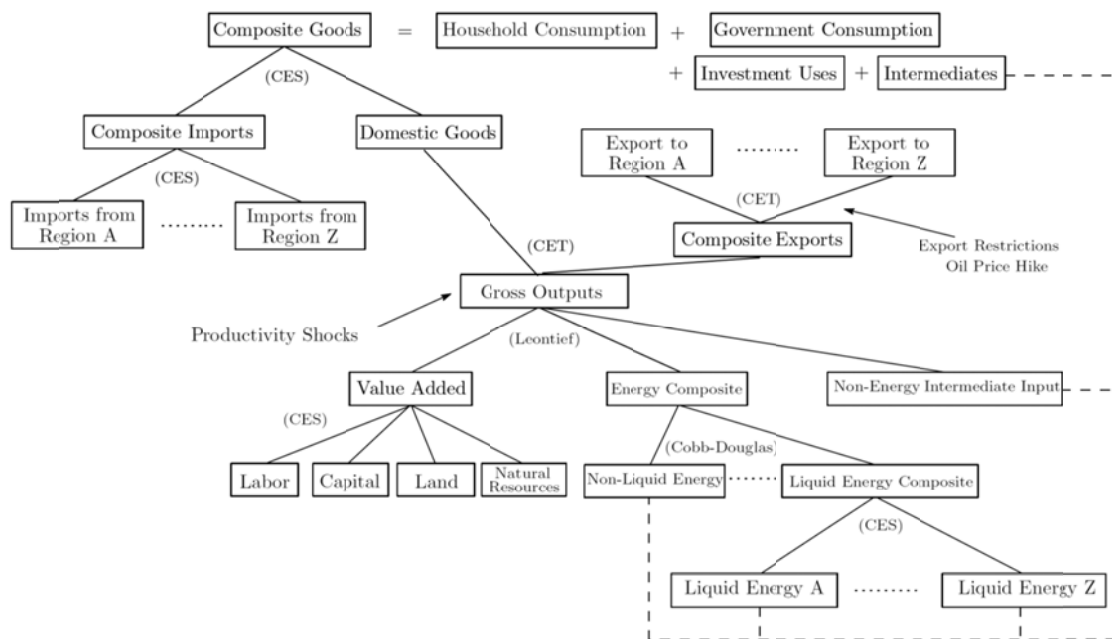 Composite Goods = Household Consumption + Government Consumption
+ Investment Uses + Intermediates
(CES)
Composite Imports
Domestic Goods
Export to
Region A
........
Export to
Region Z
(CES)
(CET)
Imports from
Region A
.........
Imports from
Region Z
Composite Exports
Export Restrictions
Oil Price Hike
(CET)
Gross Outputs
Productivity Shocks
(Leontief)
Value Added
Energy Composite
Non-Energy Intermediate Input
(CES)
(Cobb-Douglas)
Labor
Capital
Land
Natural
Resources
Non-Liquid Energy
........
Liquid Energy Composite
(CES)
Liquid Energy A
.........
Liquid Energy Z